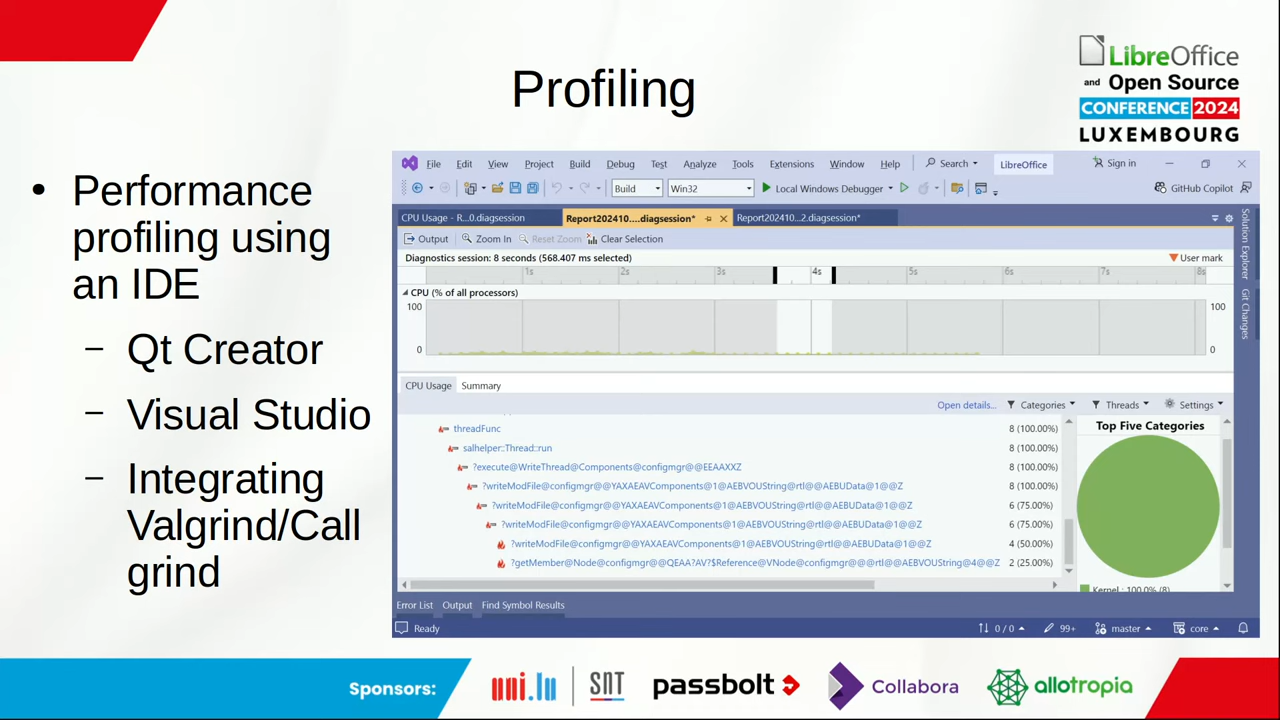 LibreOffice
and Open Source
CONFERENCE 2024
LUXEMBOURG
Profiling
• Performance
profiling using
an IDE
– Qt Creator
– Visual Studio
– Integrating
Valgrind/Call
grind
File Edit View Project Build Debug Test Analyze Tools Extensions Window Help Search LibreOffice Sign in
Build Win32 Local Windows Debugger GitHub Copilot
CPU Usage - R...0.diagsession Report202410....diagsession* Report202410...2.diagsession*
Output Zoom In Reset Zoom Clear Selection
Diagnostics session: 8 seconds (568.407 ms selected) User mark
1s 2s 3s 4s 5s 6s 7s 8s
CPU (% of all processors)
100 100
0 0
Solution Explorer
Git Changes
CPU Usage Summary
Open details... Categories Threads Settings
threadFunc 8 (100.00%)
salhelper::Thread::run 8 (100.00%)
?execute@WriteThread@Components@configmgr@@EEAAXXZ 8 (100.00%)
?writeModFile@configmgr@@YAXAEAVComponents@1@AEBVOUString@rtl@@AEBUData@1@@Z 8 (100.00%)
?writeModFile@configmgr@@YAXAEAVComponents@1@AEBVOUString@rtl@@AEBUData@1@@Z 6 (75.00%)
?writeModFile@configmgr@@YAXAEAVComponents@1@AEBVOUString@rtl@@AEBUData@1@@Z 6 (75.00%)
?writeModFile@configmgr@@YAXAEAVComponents@1@AEBVOUString@rtl@@AEBUData@1@@Z 4 (50.00%)
?getMember@Node@configmgr@@QEAA?AV?$Reference@VNode@configmgr@@@rtl@@AEBVOUString@4@@Z 2 (25.00%)
Top Five Categories
Kernel : 100.0% (8)
Error List Output Find Symbol Results
Ready 0 / 0 99+ master core
Sponsors: uni.lu SNT passbolt Collabora allotropia